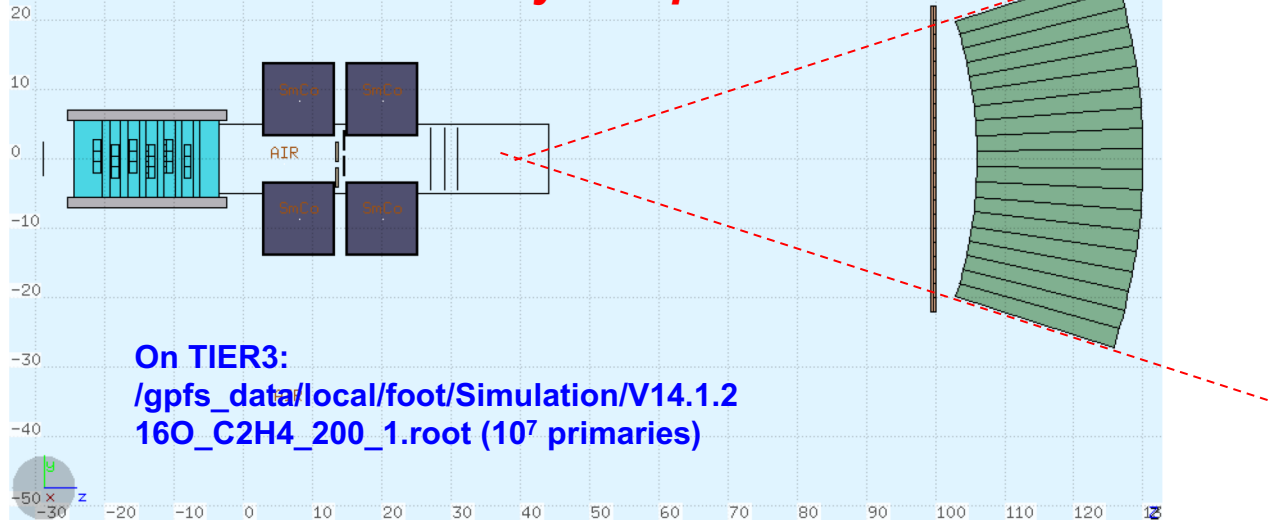 20
10
SmCo SmCo
0
AIR
-10
SmCo SmCo
-20
-30
On TIER3:
/gpfs_data/local/foot/Simulation/V14.1.2
16O_C2H4_200_1.root (10⁷ primaries)
-40
y
-50 x z
-30 -20 -10 0 10 20 30 40 50 60 70 80 90 100 110 120 z